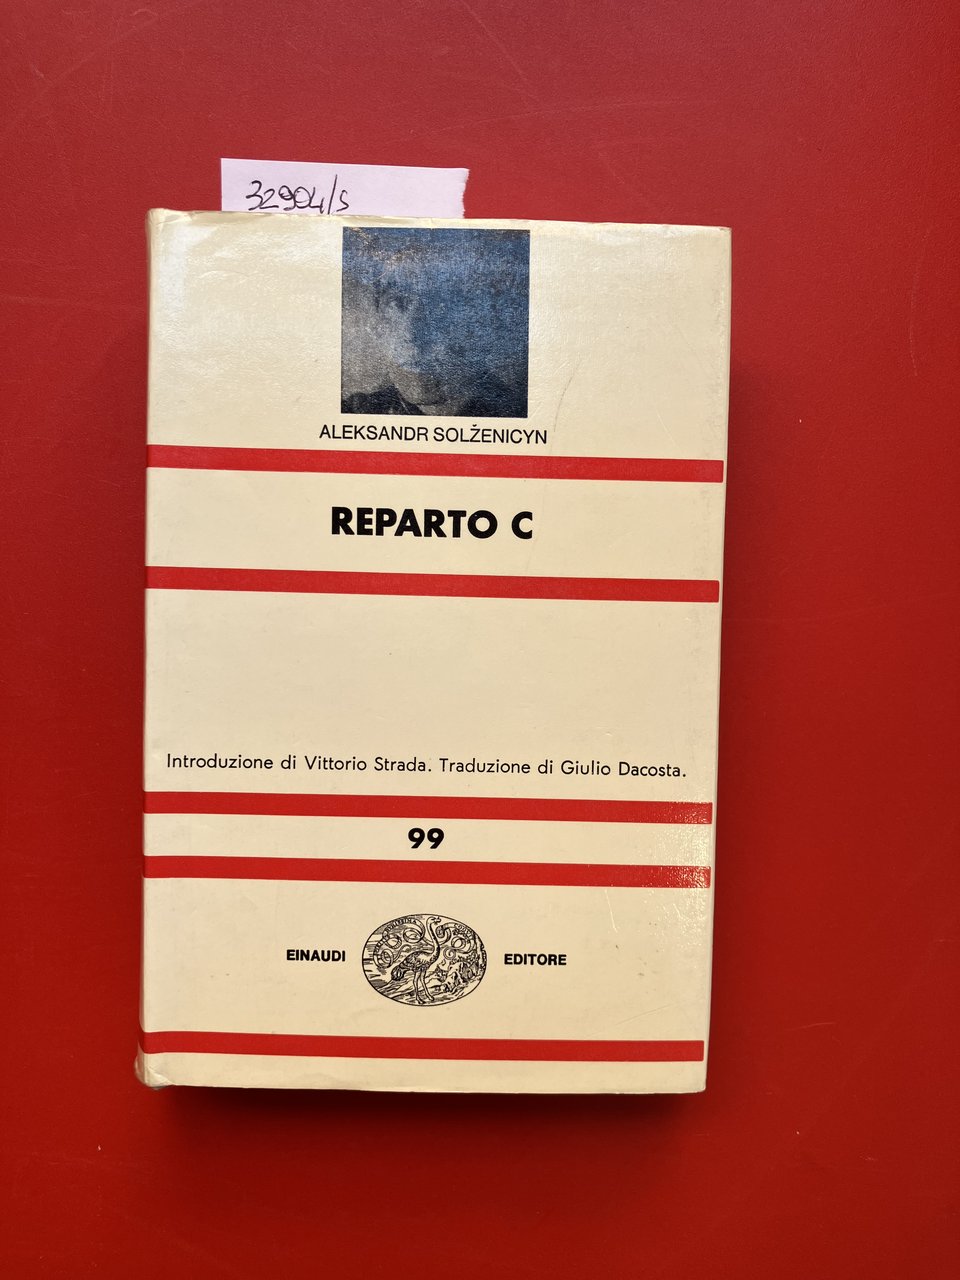 32904/s
ALEKSANDR SOLŽENICYN
REPARTO C
Introduzione di Vittorio Strada. Traduzione di Giulio Dacosta.
99
EINAUDI EDITORE